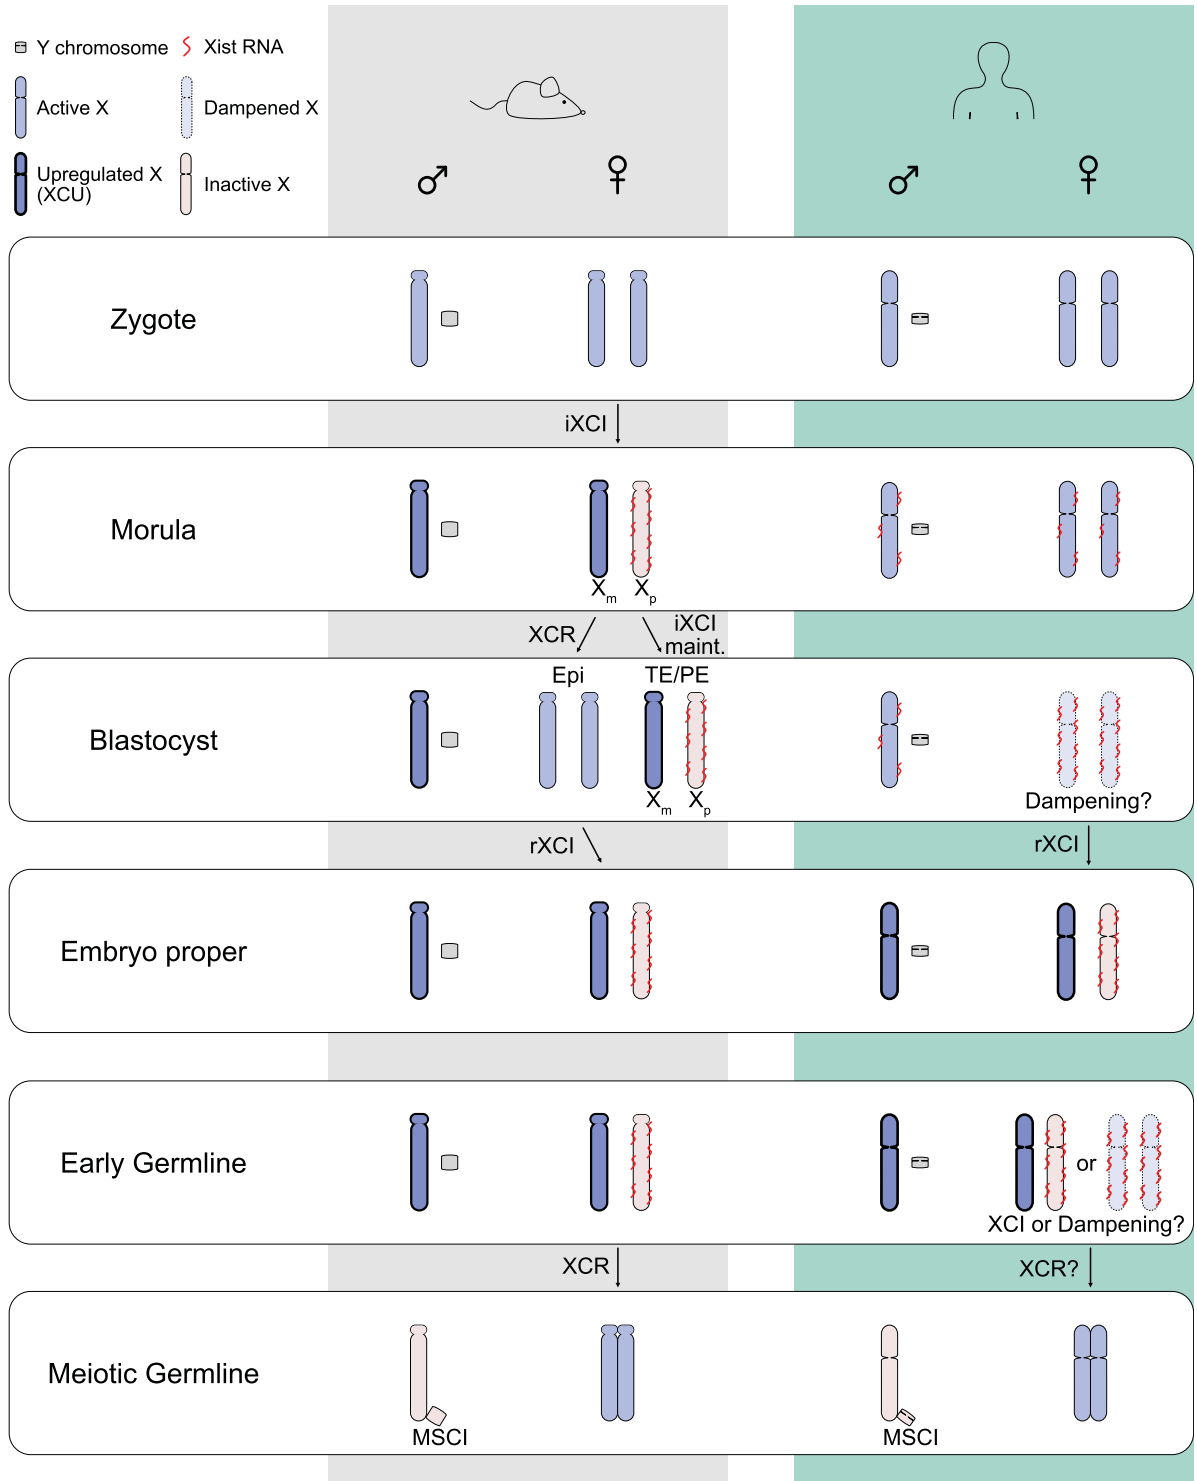 Y chromosome
Xist RNA
Active X
Dampened X
Upregulated X
(XCU)
Inactive X
♂
♀
♂
♀
Zygote
iXCI
Morula
Xm
Xp
XCR
iXCI
maint.
Epi
TE/PE
Blastocyst
Xm
Xp
Dampening?
rXCI
rXCI
Embryo proper
Early Germline
or
XCI or Dampening?
XCR
XCR?
Meiotic Germline
MSCI
MSCI